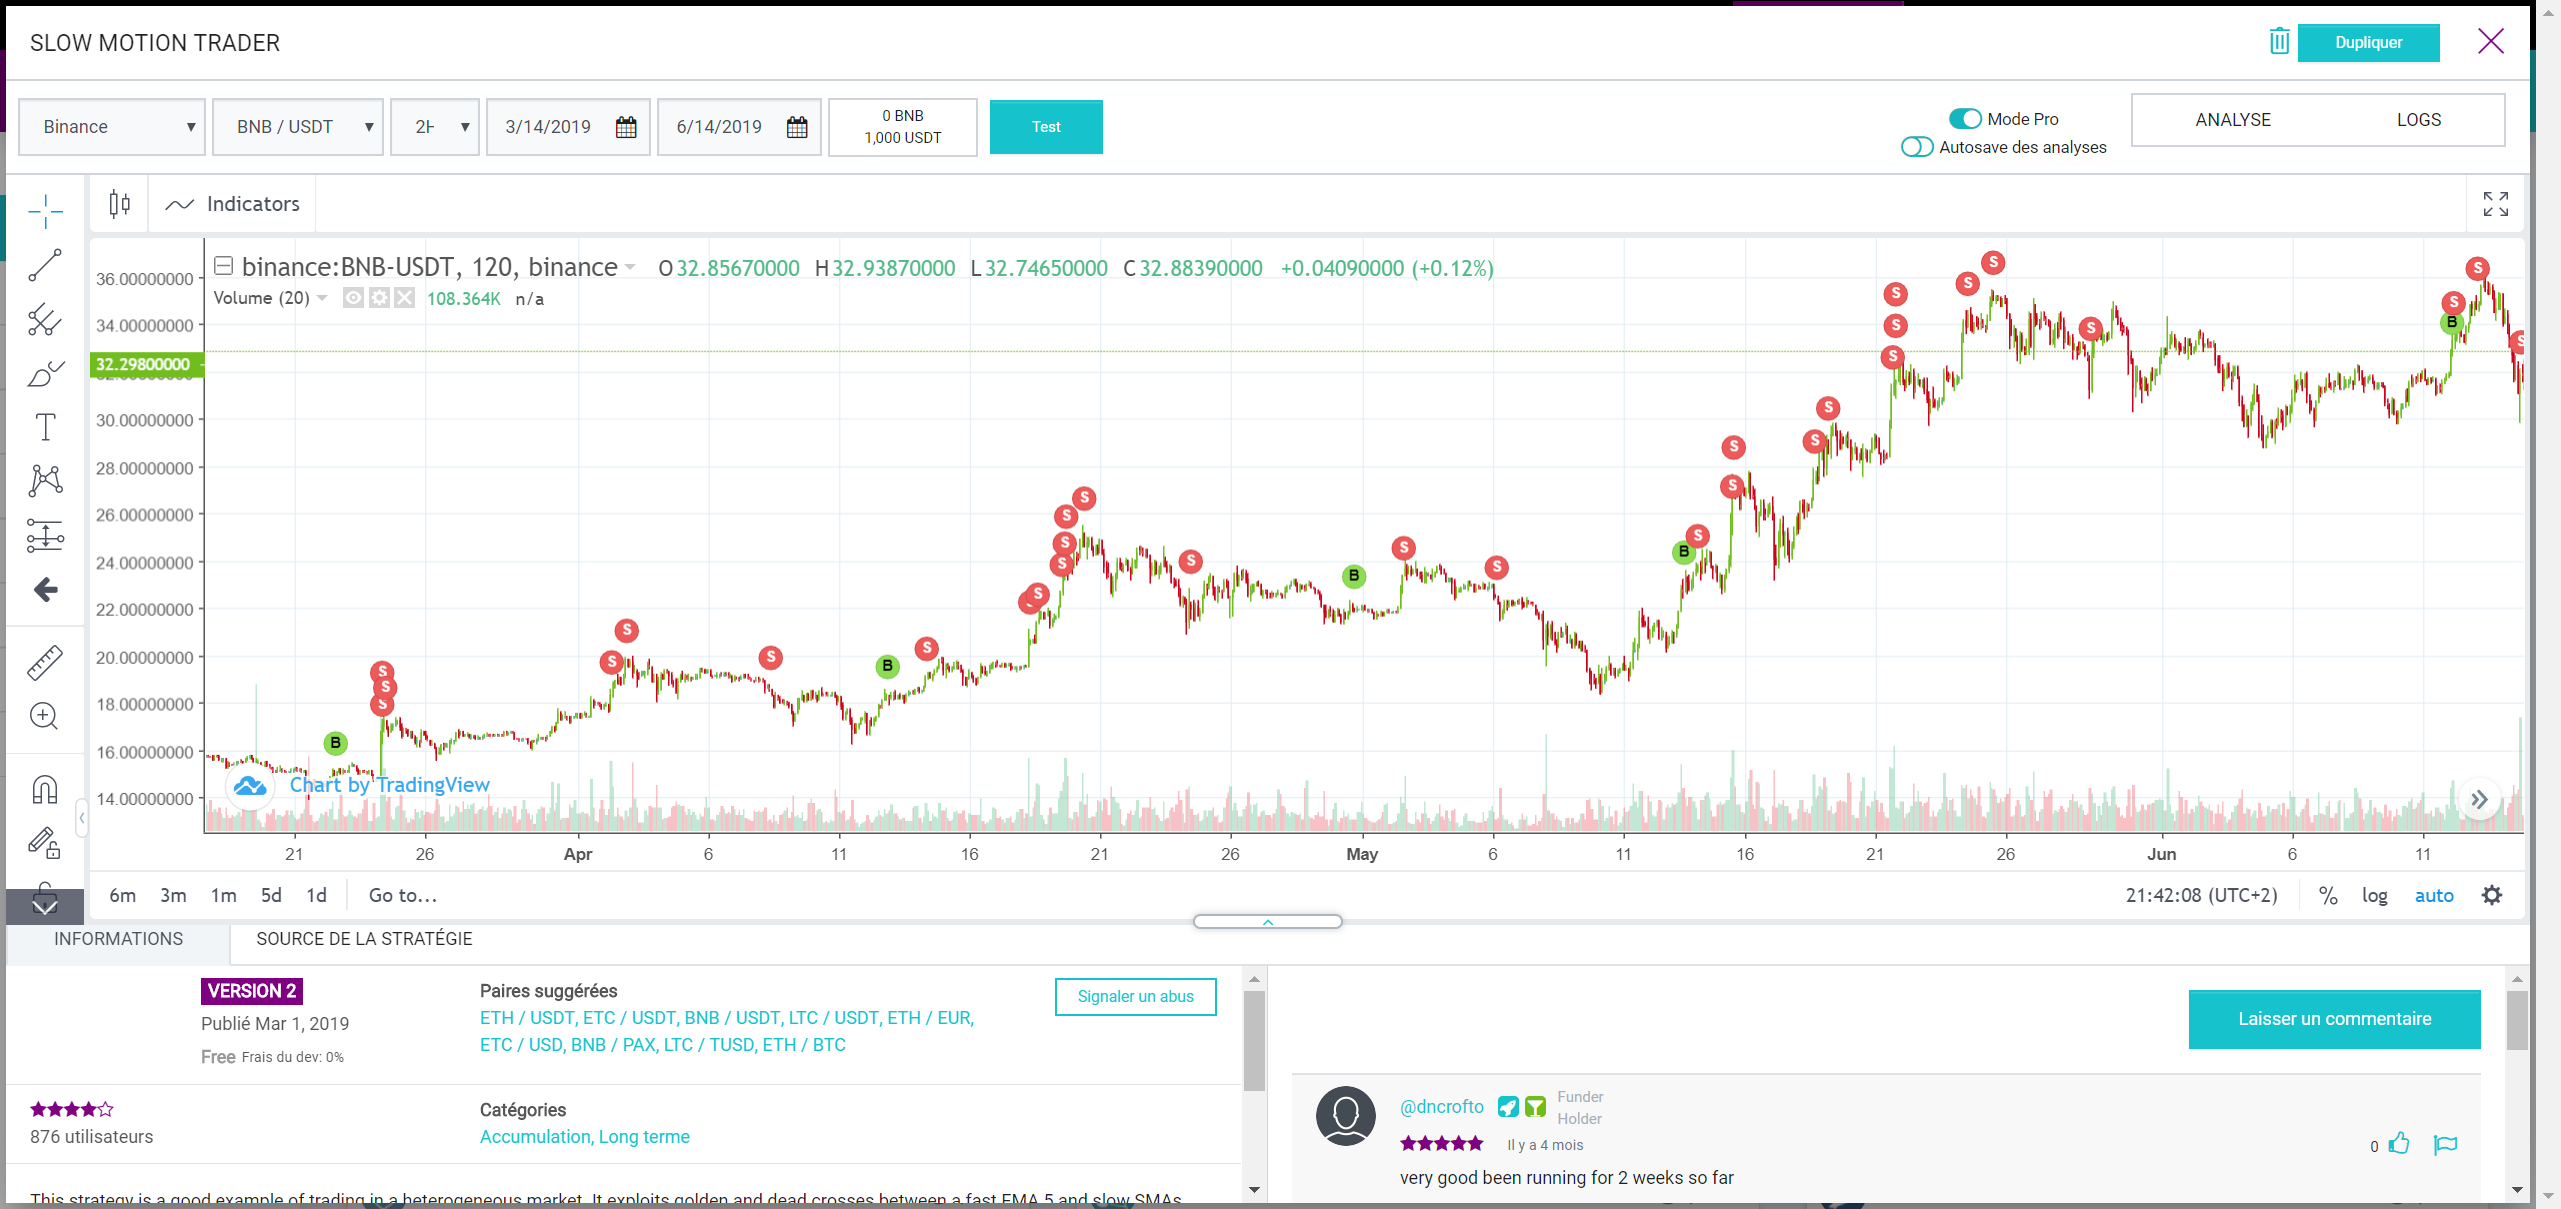 SLOW MOTION TRADER
Dupliquer
Binance
BNB / USDT
3/14/2019
6/14/2019
0 BNB
1,000 USDT
Test
Mode Pro
Autosave des analyses
ANALYSE
LOGS
Indicators
binance:BNB-USDT, 120, binance O 32.85670000 H 32.93870000 L 32.74650000 C 32.88390000 +0.04090000 (+0.12%)
Volume (20) 108.364K n/a
36.00000000
34.00000000
32.29800000
30.00000000
28.00000000
26.00000000
24.00000000
22.00000000
20.00000000
18.00000000
16.00000000
14.00000000
Chart by TradingView
21 26 Apr 6 11 16 21 26 May 6 11 16 21 26 Jun 6 11
6m 3m 1m 5d 1d Go to...
21:42:08 (UTC+2) % log auto
INFORMATIONS
SOURCE DE LA STRATÉGIE
VERSION 2
Publié Mar 1, 2019
Free Frais du dev: 0%
Paires suggérées
ETH / USDT, ETC / USDT, BNB / USDT, LTC / USDT, ETH / EUR,
ETC / USD, BNB / PAX, LTC / TUSD, ETH / BTC
Signaler un abus
876 utilisateurs
Catégories
Accumulation, Long terme
This strategy is a good example of trading in a heterogeneous market. It exploits golden and dead crosses between a fast EMA 5 and slow SMAs
Laisser un commentaire
@dncrofto
Funder
Holder
Il y a 4 mois
0
very good been running for 2 weeks so far